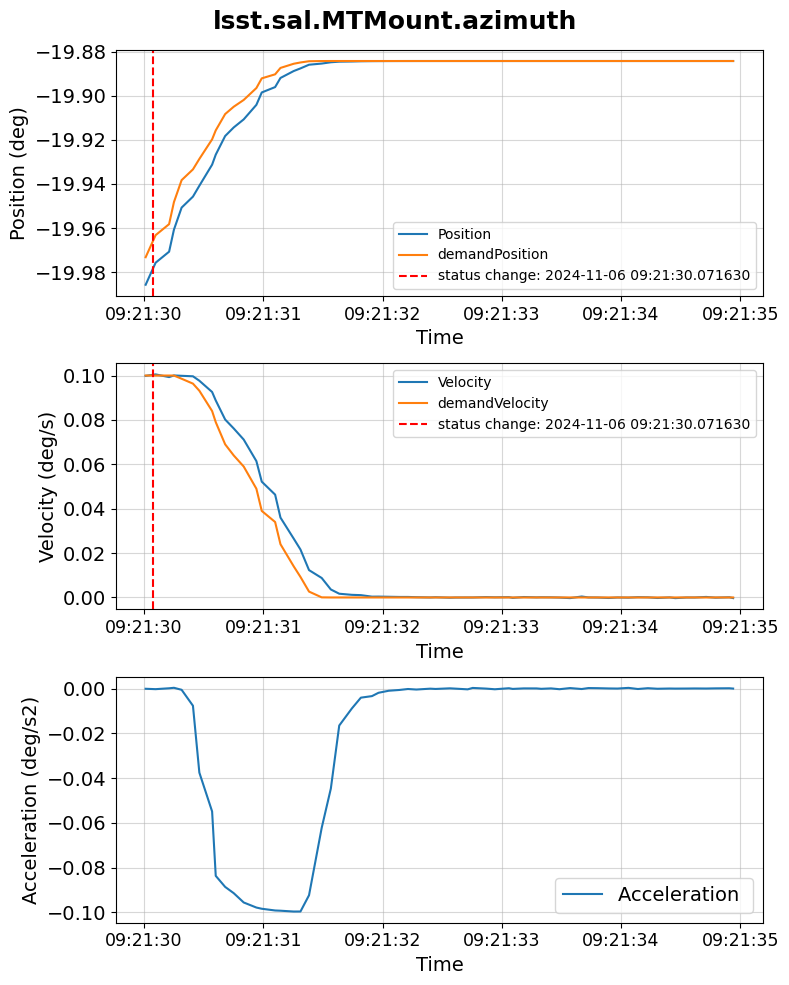 lsst.sal.MTMount.azimuth
−19.88
−19.90
−19.92
−19.94
−19.96
−19.98
Position (deg)
Position
demandPosition
status change: 2024-11-06 09:21:30.071630
09:21:30 09:21:31 09:21:32 09:21:33 09:21:34 09:21:35
Time
0.10
0.08
0.06
0.04
0.02
0.00
Velocity (deg/s)
Velocity
demandVelocity
status change: 2024-11-06 09:21:30.071630
09:21:30 09:21:31 09:21:32 09:21:33 09:21:34 09:21:35
Time
0.00
−0.02
−0.04
−0.06
−0.08
−0.10
Acceleration (deg/s2)
Acceleration
09:21:30 09:21:31 09:21:32 09:21:33 09:21:34 09:21:35
Time